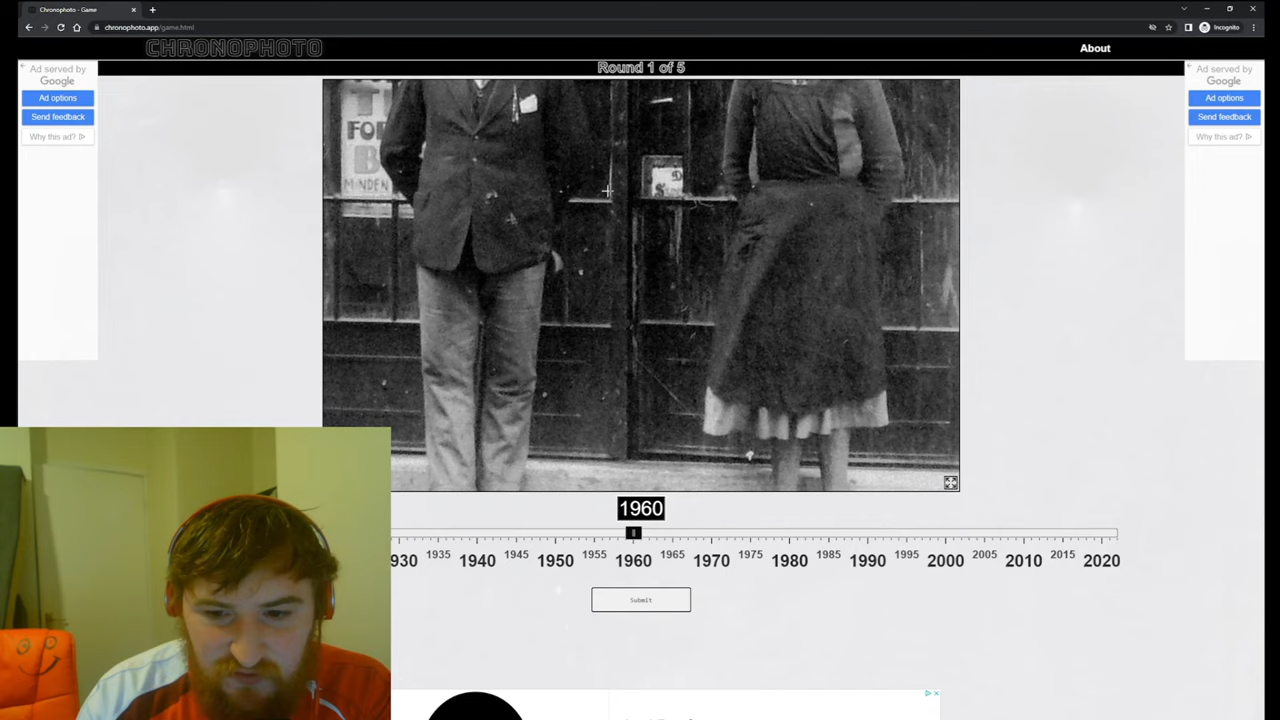 Chronophoto - Game
chronophoto.app/game.html
Incognito
CHRONOPHOTO
About
Round 1 of 5
Ad served by
Google
Ad options
Send feedback
Why this ad?
Ad served by
Google
Ad options
Send feedback
Why this ad?
FOR
B
MINDEN
D
$
1960
930 1935 1940 1945 1950 1955 1960 1965 1970 1975 1980 1985 1990 1995 2000 2005 2010 2015 2020
Submit